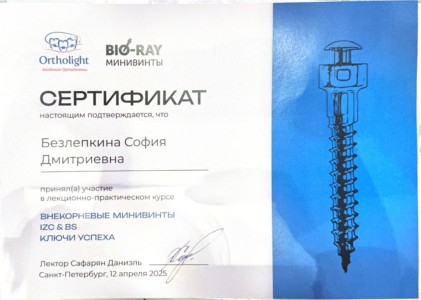 Ortholight
BIO-RAY
МИНИВИНТЫ
СЕРТИФИКАТ
настоящим подтверждается, что
Безлепкина София
Дмитриевна
принял(а) участие
в лекционно-практическом курсе
ВНЕКОРНЕВЫЕ МИНИВИНТЫ
IZC & BS
КЛЮЧИ УСПЕХА
Лектор Сафарян Даниэль
Санкт-Петербург, 12 апреля 2025